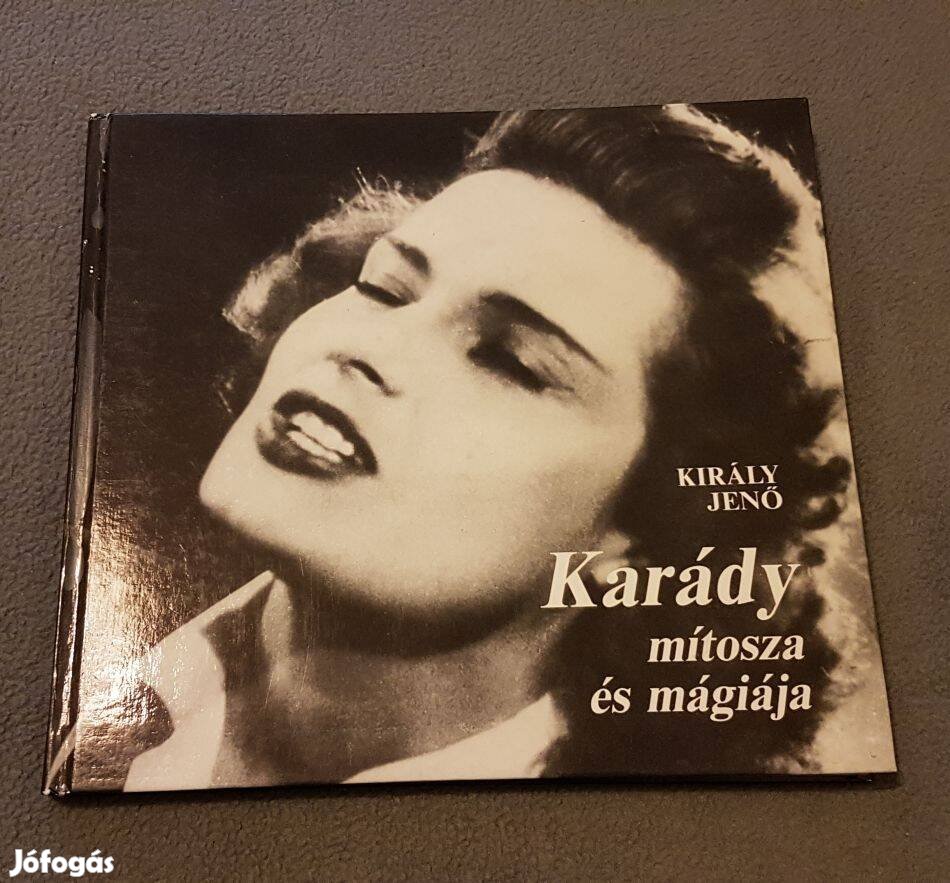 KIRÁLY
JENŐ
Karády
mítosza
és mágiája
Jófogás